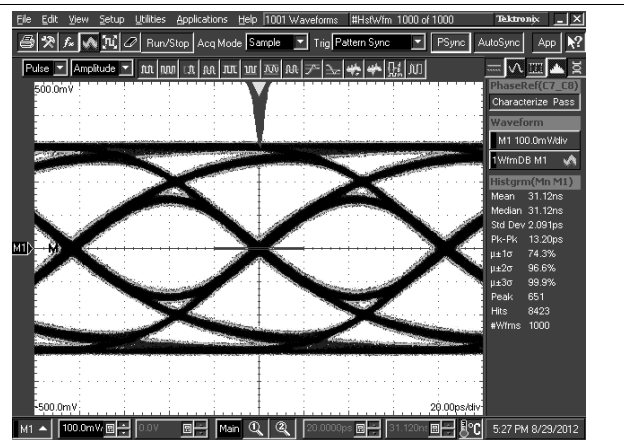 File Edit View Setup Utilities Applications Help 1001 Waveforms #HstWfm 1000 of 1000 Tektronix
Run/Stop Acq Mode Sample Trig Pattern Sync PSync AutoSync App
Pulse Amplitude
500.0mV
PhaseRef(C7_C8)
Characterize Pass
Waveform
M1 100.0mV/div
1WfmDB M1
Histgrm(Mn M1)
Mean 31.12ns
Median 31.12ns
Std Dev 2.091ps
Pk-Pk 13.20ps
µ±1σ 74.3%
µ±2σ 96.6%
µ±3σ 99.9%
Peak 651
Hits 8423
#Wfms 1000
M1 M
-500.0mV 20.00ps/div
M1 100.0mV/ 0.0V Main 1 2 20.0000ps 31.120ns °C 5:27 PM 8/29/2012